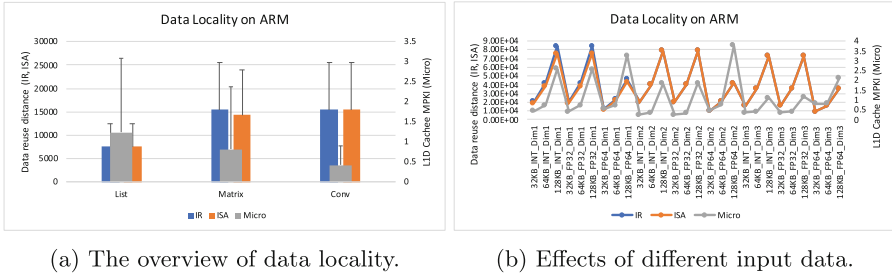 Data Locality on ARM
Data reuse distance (IR, ISA)
30000
25000
20000
15000
10000
5000
0
3.5
3
2.5
2
1.5
1
0.5
0
L1D Cachee MPKI (Micro)
List
Matrix
Conv
IR
ISA
Micro
(a) The overview of data locality.
Data Locality on ARM
Data reuse distance (IR, ISA)
9.00E+04
8.00E+04
7.00E+04
6.00E+04
5.00E+04
4.00E+04
3.00E+04
2.00E+04
1.00E+04
0.00E+00
4
3.5
3
2.5
2
1.5
1
0.5
0
L1D Cache MPKI (Micro)
32KB_INT_Dim1
64KB_INT_Dim1
128KB_INT_Dim1
32KB_FP32_Dim1
64KB_FP32_Dim1
128KB_FP32_Dim1
32KB_FP64_Dim1
64KB_FP64_Dim1
128KB_FP64_Dim1
32KB_INT_Dim2
64KB_INT_Dim2
128KB_INT_Dim2
32KB_FP32_Dim2
64KB_FP32_Dim2
128KB_FP32_Dim2
32KB_FP64_Dim2
64KB_FP64_Dim2
128KB_FP64_Dim2
32KB_INT_Dim3
64KB_INT_Dim3
128KB_INT_Dim3
32KB_FP32_Dim3
64KB_FP32_Dim3
128KB_FP32_Dim3
32KB_FP64_Dim3
64KB_FP64_Dim3
128KB_FP64_Dim3
IR
ISA
Micro
(b) Effects of different input data.